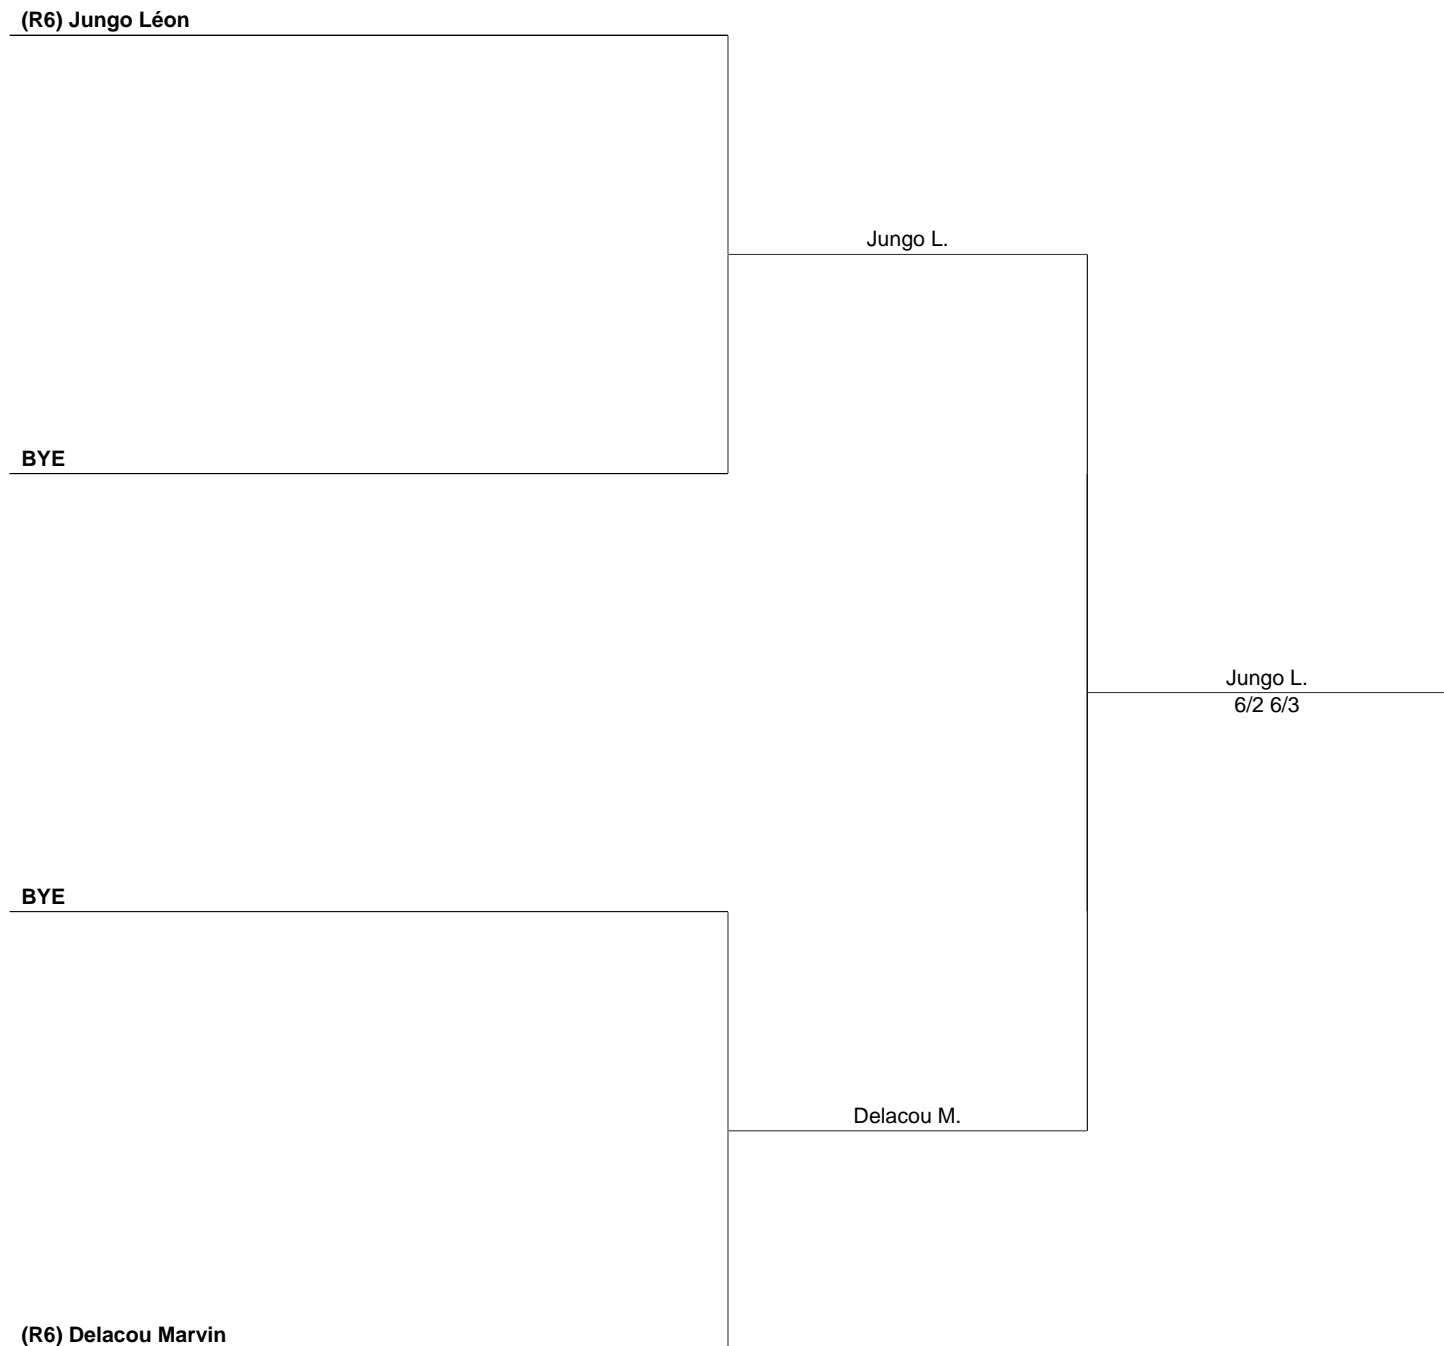 (R6) Jungo Léon
Jungo L.
BYE
Jungo L.
6/2 6/3
BYE
Delacou M.
(R6) Delacou Marvin